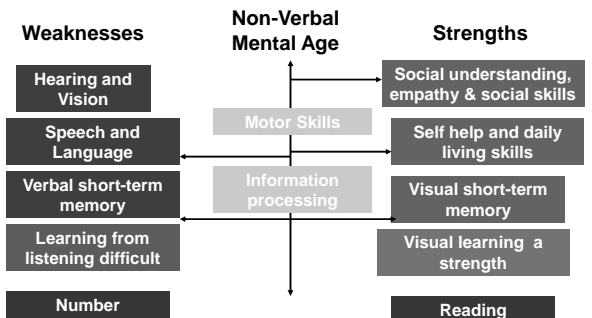 Weaknesses
Non-Verbal
Mental Age
Strengths
Hearing and
Vision
Speech and
Language
Verbal short-term
memory
Learning from
listening difficult
Number
Motor Skills
Information
processing
Social understanding,
empathy & social skills
Self help and daily
living skills
Visual short-term
memory
Visual learning a
strength
Reading